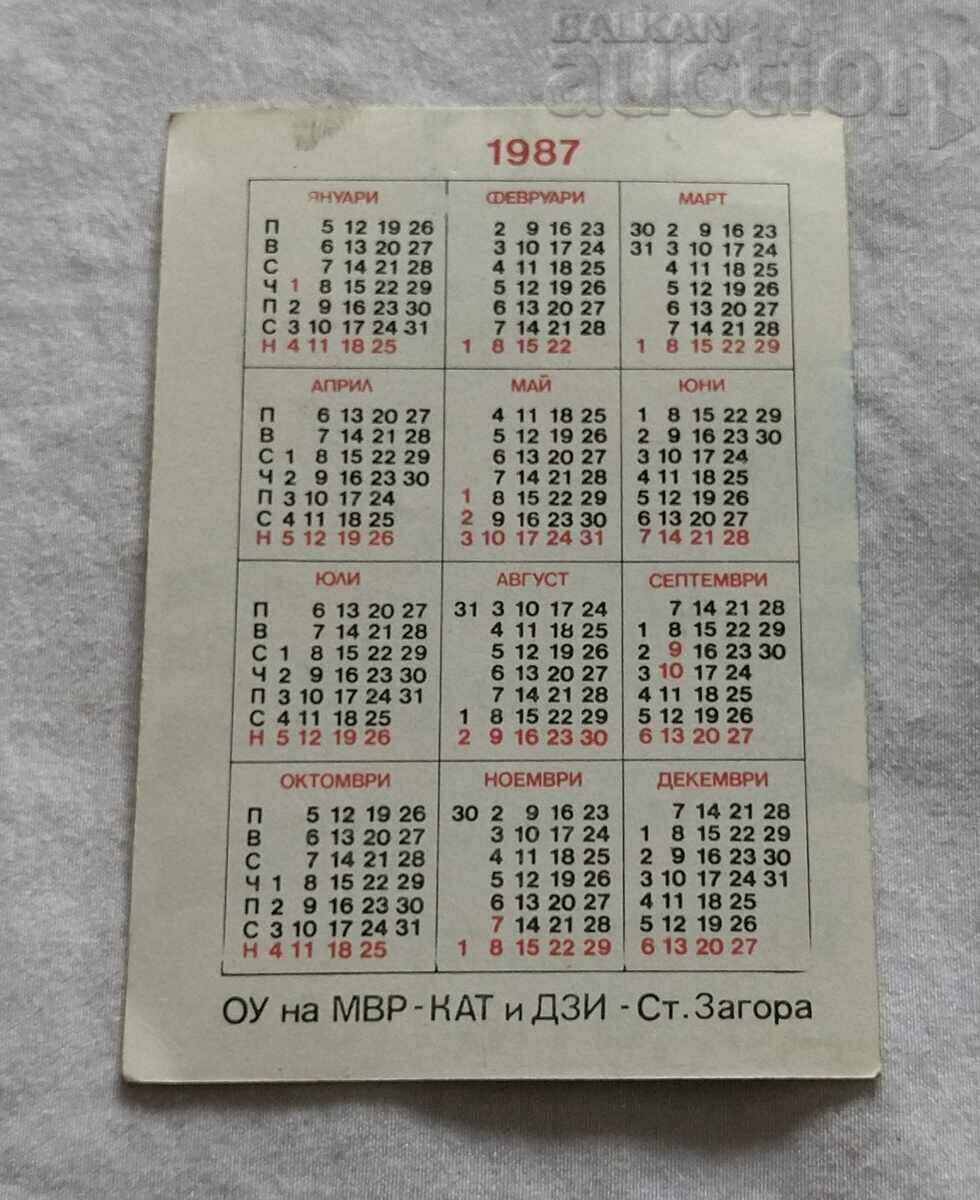 BALKAN
auction
1987
ЯНУАРИ ФЕВРУАРИ МАРТ
П 5 12 19 26 2 9 16 23 30 2 9 16 23
В 6 13 20 27 3 10 17 24 31 3 10 17 24
С 7 14 21 28 4 11 18 25 4 11 18 25
Ч 1 8 15 22 29 5 12 19 26 5 12 19 26
П 2 9 16 23 30 6 13 20 27 6 13 20 27
С 3 10 17 24 31 7 14 21 28 7 14 21 28
Н 4 11 18 25 1 8 15 22 1 8 15 22 29
АПРИЛ МАЙ ЮНИ
П 6 13 20 27 4 11 18 25 1 8 15 22 29
В 7 14 21 28 5 12 19 26 2 9 16 23 30
С 1 8 15 22 29 6 13 20 27 3 10 17 24
Ч 2 9 16 23 30 7 14 21 28 4 11 18 25
П 3 10 17 24 1 8 15 22 29 5 12 19 26
С 4 11 18 25 2 9 16 23 30 6 13 20 27
Н 5 12 19 26 3 10 17 24 31 7 14 21 28
ЮЛИ АВГУСТ СЕПТЕМВРИ
П 6 13 20 27 31 3 10 17 24 7 14 21 28
В 7 14 21 28 4 11 18 25 1 8 15 22 29
С 1 8 15 22 29 5 12 19 26 2 9 16 23 30
Ч 2 9 16 23 30 6 13 20 27 3 10 17 24
П 3 10 17 24 31 7 14 21 28 4 11 18 25
С 4 11 18 25 1 8 15 22 29 5 12 19 26
Н 5 12 19 26 2 9 16 23 30 6 13 20 27
ОКТОМВРИ НОЕМВРИ ДЕКЕМВРИ
П 5 12 19 26 30 2 9 16 23 7 14 21 28
В 6 13 20 27 3 10 17 24 1 8 15 22 29
С 7 14 21 28 4 11 18 25 2 9 16 23 30
Ч 1 8 15 22 29 5 12 19 26 3 10 17 24 31
П 2 9 16 23 30 6 13 20 27 4 11 18 25
С 3 10 17 24 31 7 14 21 28 5 12 19 26
Н 4 11 18 25 1 8 15 22 29 6 13 20 27
ОУ на МВР - КАТ и ДЗИ - Ст. Загора